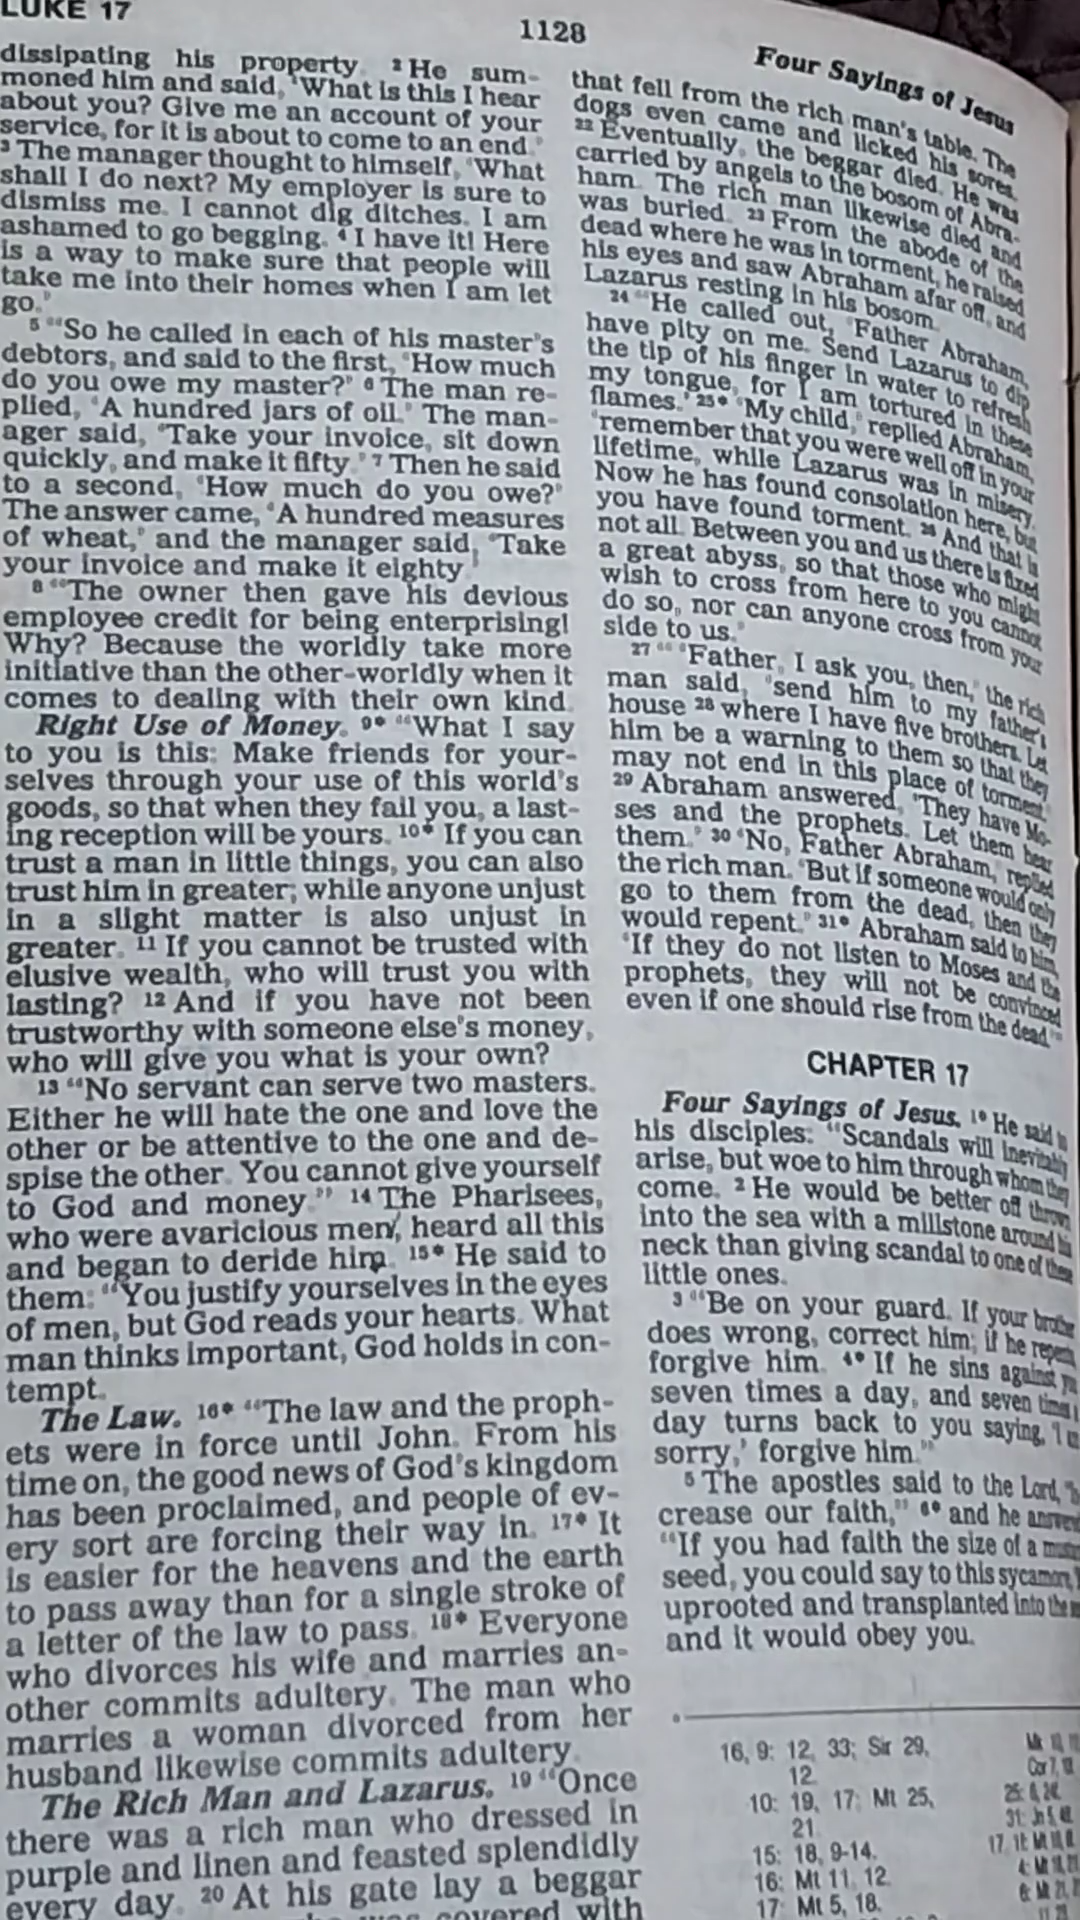 LUKE 17
1128
Four Sayings of Jesus
dissipating his property. ² He sum-
moned him and said, 'What is this I hear
about you? Give me an account of your
service, for it is about to come to an end.'
³ The manager thought to himself, 'What
shall I do next? My employer is sure to
dismiss me. I cannot dig ditches. I am
ashamed to go begging. ⁴ I have it! Here
is a way to make sure that people will
take me into their homes when I am let
go.'
⁵ "So he called in each of his master's
debtors, and said to the first, 'How much
do you owe my master?' ⁶ The man re-
plied, 'A hundred jars of oil.' The man-
ager said, 'Take your invoice, sit down
quickly, and make it fifty.' ⁷ Then he said
to a second, 'How much do you owe?'
The answer came, 'A hundred measures
of wheat,' and the manager said, 'Take
your invoice and make it eighty.'
⁸ "The owner then gave his devious
employee credit for being enterprising!
Why? Because the worldly take more
initiative than the other-worldly when it
comes to dealing with their own kind.
Right Use of Money. ⁹* "What I say
to you is this: Make friends for your-
selves through your use of this world's
goods, so that when they fail you, a last-
ing reception will be yours. ¹⁰* If you can
trust a man in little things, you can also
trust him in greater; while anyone unjust
in a slight matter is also unjust in
greater. ¹¹ If you cannot be trusted with
elusive wealth, who will trust you with
lasting? ¹² And if you have not been
trustworthy with someone else's money,
who will give you what is your own?
¹³ "No servant can serve two masters.
Either he will hate the one and love the
other or be attentive to the one and de-
spise the other. You cannot give yourself
to God and money." ¹⁴ The Pharisees,
who were avaricious men, heard all this
and began to deride him. ¹⁵* He said to
them: "You justify yourselves in the eyes
of men, but God reads your hearts. What
man thinks important, God holds in con-
tempt.
The Law. ¹⁶* "The law and the proph-
ets were in force until John. From his
time on, the good news of God's kingdom
has been proclaimed, and people of ev-
ery sort are forcing their way in. ¹⁷* It
is easier for the heavens and the earth
to pass away than for a single stroke of
a letter of the law to pass. ¹⁸* Everyone
who divorces his wife and marries an-
other commits adultery. The man who
marries a woman divorced from her
husband likewise commits adultery.
The Rich Man and Lazarus. ¹⁹ "Once
there was a rich man who dressed in
purple and linen and feasted splendidly
every day. ²⁰ At his gate lay a beggar
covered with
that fell from the rich man's table. The
dogs even came and licked his sores.
²² Eventually, the beggar died. He was
carried by angels to the bosom of Abra-
ham. The rich man likewise died and
was buried. ²³ From the abode of the
dead where he was in torment, he raised
his eyes and saw Abraham afar off, and
Lazarus resting in his bosom.
²⁴ "He called out, 'Father Abraham,
have pity on me. Send Lazarus to dip
the tip of his finger in water to refresh
my tongue, for I am tortured in these
flames.' ²⁵* 'My child,' replied Abraham,
'remember that you were well off in your
lifetime, while Lazarus was in misery.
Now he has found consolation here, but
you have found torment. ²⁶ And that is
not all. Between you and us there is fixed
a great abyss, so that those who might
wish to cross from here to you cannot
do so, nor can anyone cross from your
side to us.'
²⁷ "'Father, I ask you, then,' the rich
man said, 'send him to my father's
house ²⁸ where I have five brothers. Let
him be a warning to them so that they
may not end in this place of torment.'
²⁹ Abraham answered, 'They have Mo-
ses and the prophets. Let them hear
them.' ³⁰ 'No, Father Abraham,' replied
the rich man. 'But if someone would only
go to them from the dead, then they
would repent.' ³¹* Abraham said to him,
'If they do not listen to Moses and the
prophets, they will not be convinced
even if one should rise from the dead.'"
CHAPTER 17
Four Sayings of Jesus. ¹* He said to
his disciples: "Scandals will inevitably
arise, but woe to him through whom they
come. ² He would be better off thrown
into the sea with a millstone around his
neck than giving scandal to one of these
little ones.
³ "Be on your guard. If your brother
does wrong, correct him; if he repents,
forgive him. ⁴* If he sins against you
seven times a day, and seven times a
day turns back to you saying, 'I am
sorry,' forgive him."
⁵ The apostles said to the Lord,
crease our faith," ⁶* and he answered:
"If you had faith the size of a mustard
seed, you could say to this sycamore,
uprooted and transplanted into the
and it would obey you.
16, 9: 12, 33; Sir 29,
12.
10: 19, 17; Mt 25,
21.
15: 18, 9-14.
16: Mt 11, 12.
17: Mt 5, 18.